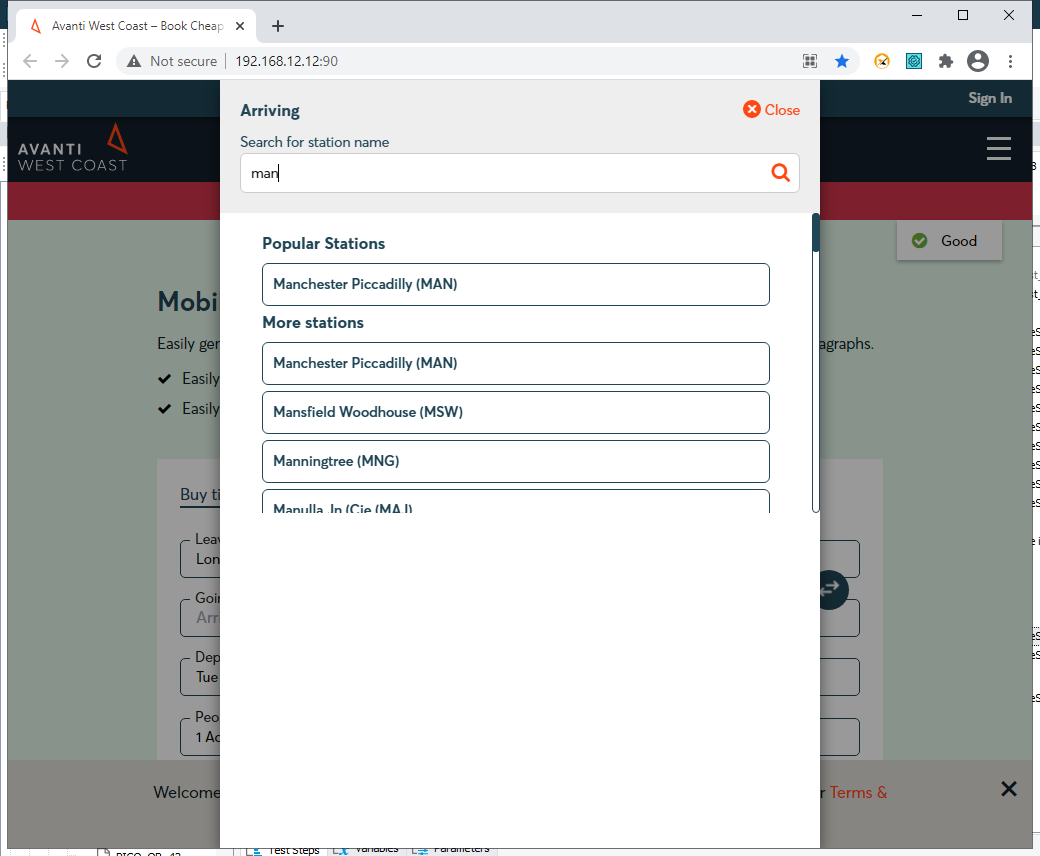 Avanti West Coast – Book Cheap
Not secure
192.168.12.12:90
Sign In
AVANTI
WEST COAST
Arriving
Close
Search for station name
man
Popular Stations
Good
Manchester Piccadilly (MAN)
Mobi
More stations
Easily ger
agraphs.
Manchester Piccadilly (MAN)
Easily
Easily
Mansfield Woodhouse (MSW)
Manningtree (MNG)
Buy ti
Manulla Jn (Cie (MAJ)
Leav
Lon
Goi
Arri
Dep
Tue
Peo
1 Ad
Welcome
r Terms &
Test Steps
Variables
Parameters